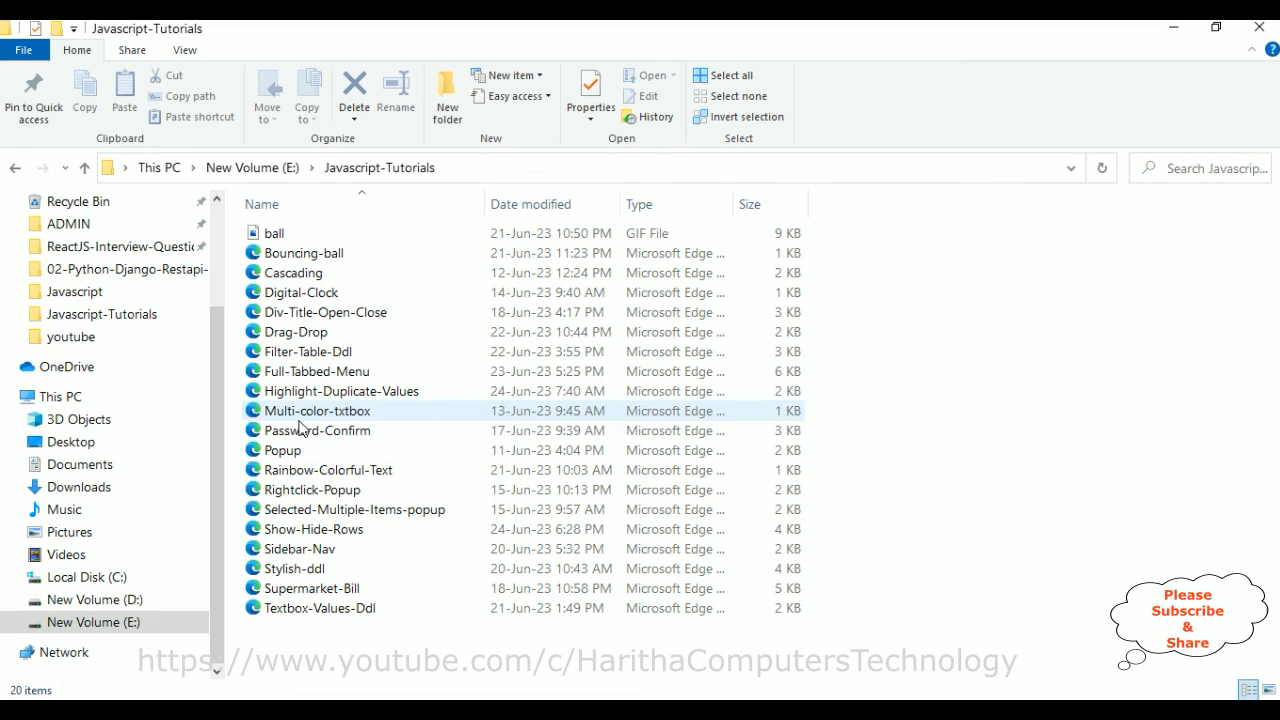 Javascript-Tutorials
File Home Share View
Pin to Quick access
Copy
Paste
Cut
Copy path
Paste shortcut
Clipboard
Move to
Copy to
Delete
Rename
Organize
New folder
New item
Easy access
New
Properties
Open
Edit
History
Open
Select all
Select none
Invert selection
Select
This PC New Volume (E:) Javascript-Tutorials
Search Javascrip...
Recycle Bin
ADMIN
ReactJS-Interview-Questic
02-Python-Django-Restapi-
Javascript
Javascript-Tutorials
youtube
OneDrive
This PC
3D Objects
Desktop
Documents
Downloads
Music
Pictures
Videos
Local Disk (C:)
New Volume (D:)
New Volume (E:)
Network
Name Date modified Type Size
ball 21-Jun-23 10:50 PM GIF File 9 KB
Bouncing-ball 21-Jun-23 11:23 PM Microsoft Edge ... 1 KB
Cascading 12-Jun-23 12:24 PM Microsoft Edge ... 2 KB
Digital-Clock 14-Jun-23 9:40 AM Microsoft Edge ... 1 KB
Div-Title-Open-Close 18-Jun-23 4:17 PM Microsoft Edge ... 3 KB
Drag-Drop 22-Jun-23 10:44 PM Microsoft Edge ... 2 KB
Filter-Table-Ddl 22-Jun-23 3:55 PM Microsoft Edge ... 3 KB
Full-Tabbed-Menu 23-Jun-23 5:25 PM Microsoft Edge ... 6 KB
Highlight-Duplicate-Values 24-Jun-23 7:40 AM Microsoft Edge ... 2 KB
Multi-color-txtbox 13-Jun-23 9:45 AM Microsoft Edge ... 1 KB
Password-Confirm 17-Jun-23 9:39 AM Microsoft Edge ... 3 KB
Popup 11-Jun-23 4:04 PM Microsoft Edge ... 2 KB
Rainbow-Colorful-Text 21-Jun-23 10:03 AM Microsoft Edge ... 1 KB
Rightclick-Popup 15-Jun-23 10:13 PM Microsoft Edge ... 2 KB
Selected-Multiple-Items-popup 15-Jun-23 9:57 AM Microsoft Edge ... 2 KB
Show-Hide-Rows 24-Jun-23 6:28 PM Microsoft Edge ... 4 KB
Sidebar-Nav 20-Jun-23 5:32 PM Microsoft Edge ... 2 KB
Stylish-ddl 20-Jun-23 10:43 AM Microsoft Edge ... 4 KB
Supermarket-Bill 18-Jun-23 10:58 PM Microsoft Edge ... 5 KB
Textbox-Values-Ddl 21-Jun-23 1:49 PM Microsoft Edge ... 2 KB
Please
Subscribe
&
Share
https://www.youtube.com/c/HarithaComputersTechnology
20 items